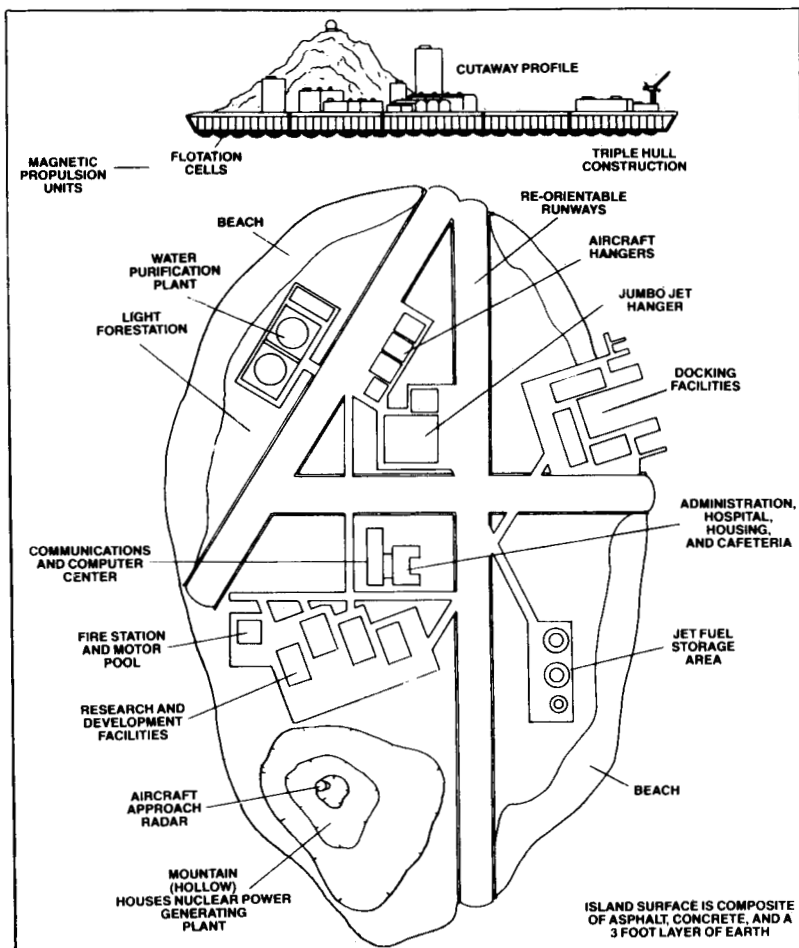 CUTAWAY PROFILE
MAGNETIC
PROPULSION
UNITS
FLOTATION
CELLS
TRIPLE HULL
CONSTRUCTION
RE-ORIENTABLE
RUNWAYS
BEACH
AIRCRAFT
HANGERS
WATER
PURIFICATION
PLANT
JUMBO JET
HANGER
LIGHT
FORESTATION
DOCKING
FACILITIES
ADMINISTRATION,
HOSPITAL,
HOUSING,
AND CAFETERIA
COMMUNICATIONS
AND COMPUTER
CENTER
FIRE STATION
AND MOTOR
POOL
JET FUEL
STORAGE
AREA
RESEARCH AND
DEVELOPMENT
FACILITIES
AIRCRAFT
APPROACH
RADAR
BEACH
MOUNTAIN
(HOLLOW)
HOUSES NUCLEAR POWER
GENERATING
PLANT
ISLAND SURFACE IS COMPOSITE
OF ASPHALT, CONCRETE, AND A
3 FOOT LAYER OF EARTH